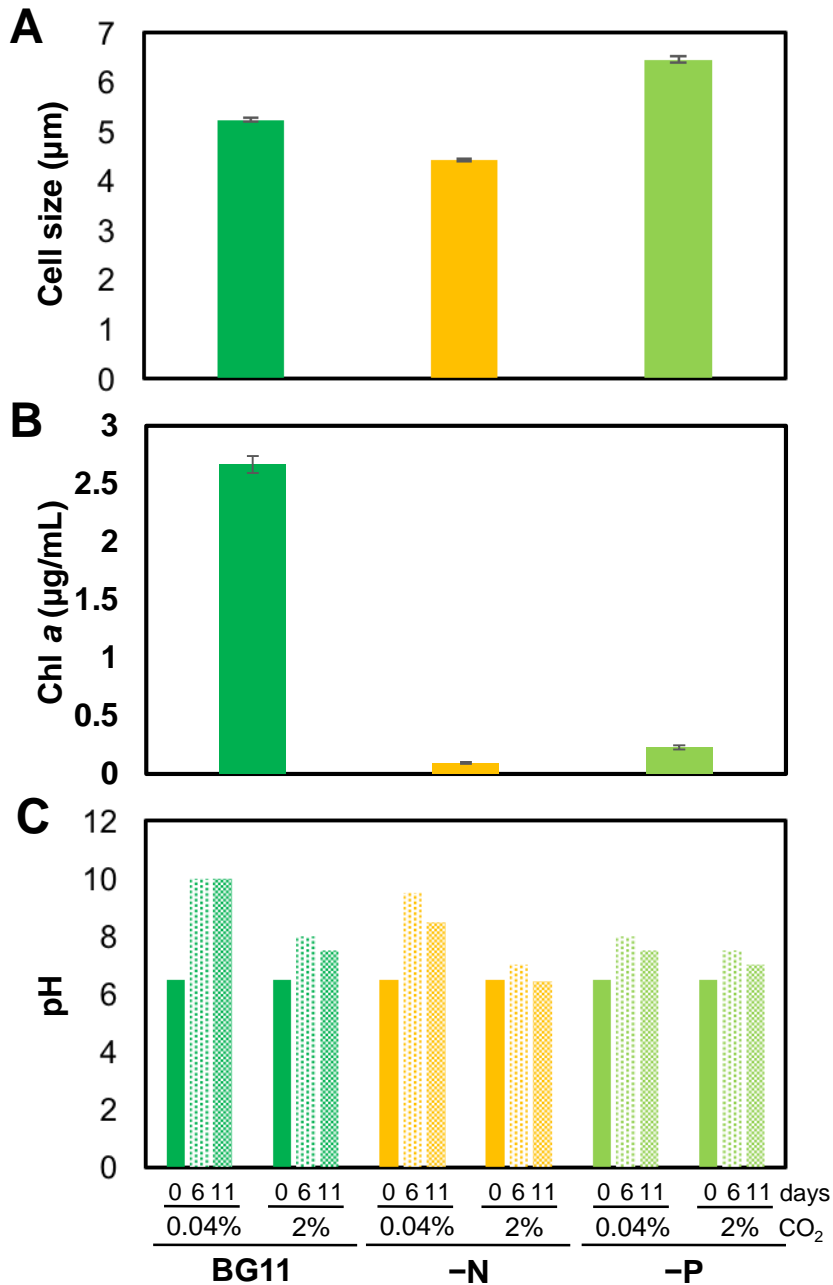 A
Cell size (µm)
7
6
5
4
3
2
1
0
B
Chl a (µg/mL)
3
2.5
2
1.5
1
0.5
0
C
pH
12
10
8
6
4
2
0
0 6 11 0 6 11 0 6 11 0 6 11 0 6 11 0 6 11 days
0.04% 2% 0.04% 2% 0.04% 2% CO₂
BG11 −N −P